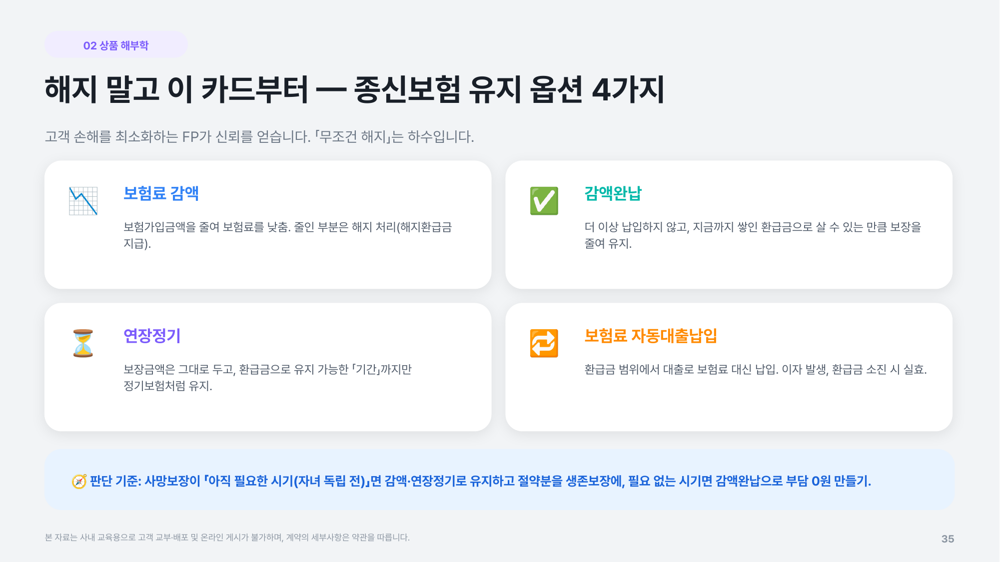 02 상품 해부학
해지 말고 이 카드부터 — 종신보험 유지 옵션 4가지
고객 손해를 최소화하는 FP가 신뢰를 얻습니다. 「무조건 해지」는 하수입니다.
보험료 감액
보험가입금액을 줄여 보험료를 낮춤. 줄인 부분은 해지 처리(해지환급금
지급).
감액완납
더 이상 납입하지 않고, 지금까지 쌓인 환급금으로 살 수 있는 만큼 보장을
줄여 유지.
연장정기
보장금액은 그대로 두고, 환급금으로 유지 가능한 「기간」까지만
정기보험처럼 유지.
보험료 자동대출납입
환급금 범위에서 대출로 보험료 대신 납입. 이자 발생, 환급금 소진 시 실효.
🧭 판단 기준: 사망보장이 「아직 필요한 시기(자녀 독립 전)」면 감액·연장정기로 유지하고 절약분을 생존보장에, 필요 없는 시기면 감액완납으로 부담 0원 만들기.
본 자료는 사내 교육용으로 고객 교부·배포 및 온라인 게시가 불가하며, 계약의 세부사항은 약관을 따릅니다.
35